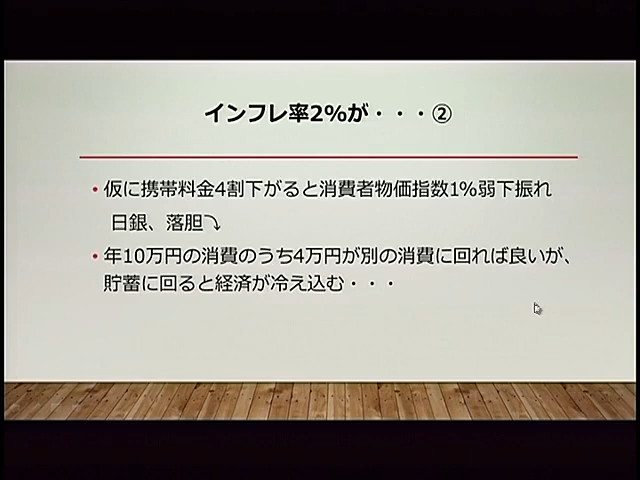 インフレ率2%が・・・②
・仮に携帯料金4割下がると消費者物価指数1%弱下振れ
日銀、落胆⤵
・年10万円の消費のうち4万円が別の消費に回れば良いが、
貯蓄に回ると経済が冷え込む・・・